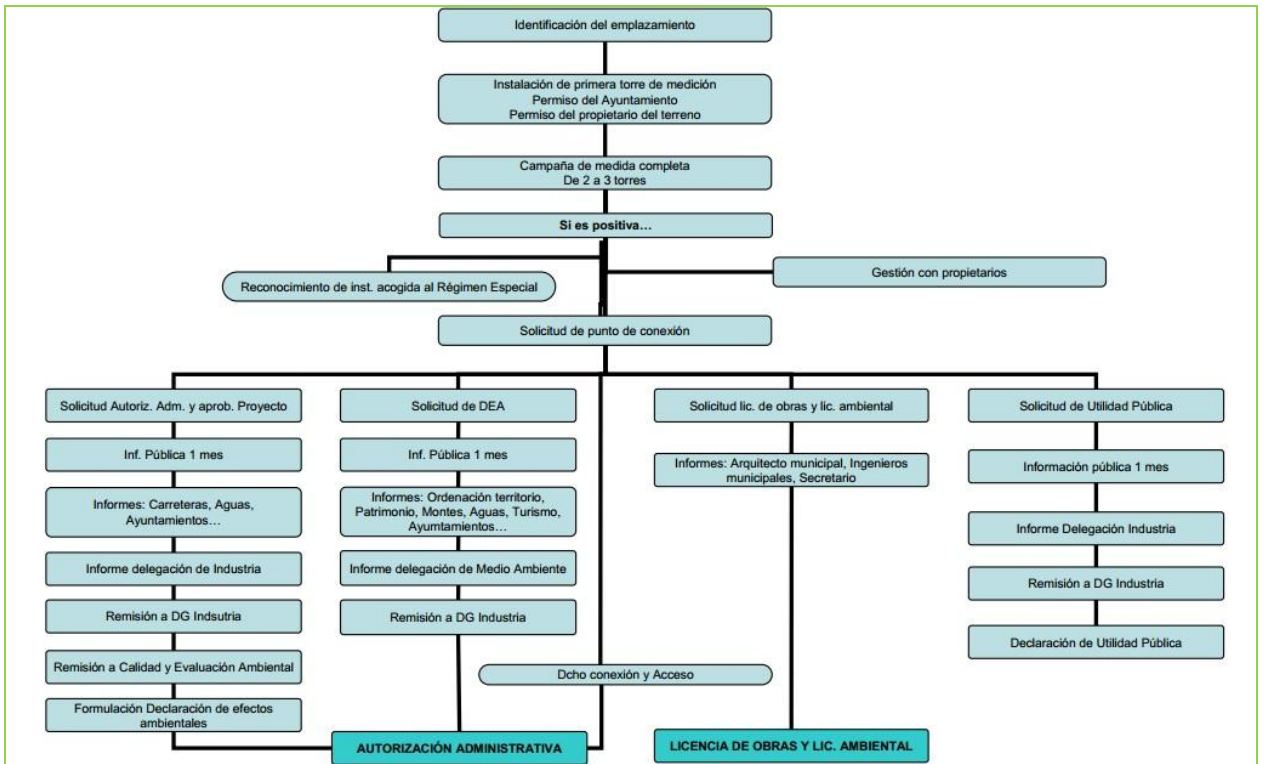 Identificación del emplazamiento
Instalación de primera torre de medición
Permiso del Ayuntamiento
Permiso del propietario del terreno
Campaña de medida completa
De 2 a 3 torres
Si es positiva…
Reconocimiento de inst. acogida al Régimen Especial
Gestión con propietarios
Solicitud de punto de conexión
Solicitud Autoriz. Adm. y aprob. Proyecto
Inf. Pública 1 mes
Informes: Carreteras, Aguas,
Ayuntamientos…
Informe delegación de Industria
Remisión a DG Indsutria
Remisión a Calidad y Evaluación Ambiental
Formulación Declaración de efectos
ambientales
Solicitud de DEA
Inf. Pública 1 mes
Informes: Ordenación territorio,
Patrimonio, Montes, Aguas, Turismo,
Ayumtamientos…
Informe delegación de Medio Ambiente
Remisión a DG Industria
Dcho conexión y Acceso
AUTORIZACIÓN ADMINISTRATIVA
Solicitud lic. de obras y lic. ambiental
Informes: Arquitecto municipal, Ingenieros
municipales, Secretario
LICENCIA DE OBRAS Y LIC. AMBIENTAL
Solicitud de Utilidad Pública
Información pública 1 mes
Informe Delegación Industria
Remisión a DG Industria
Declaración de Utilidad Pública